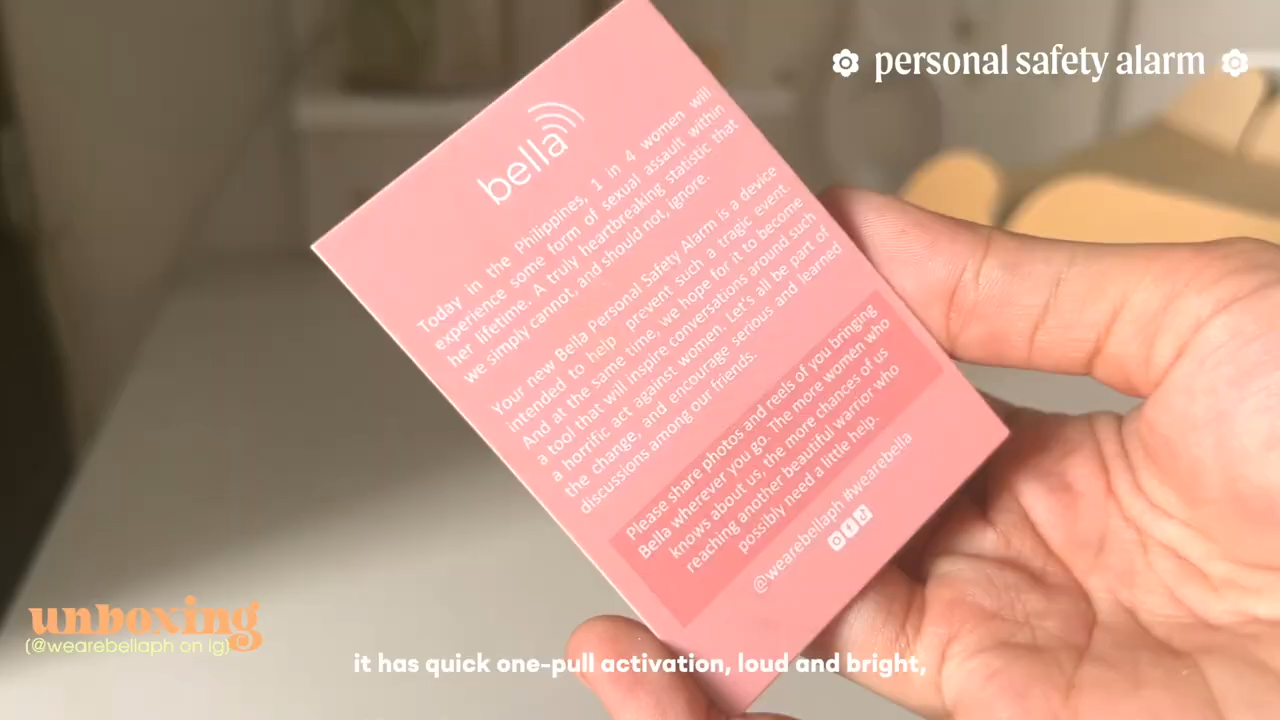 personal safety alarm
bella
Today in the Philippines, 1 in 4 women will
experience some form of sexual assault within
her lifetime. A truly heartbreaking statistic that
we simply cannot, and should not, ignore.
Your new Bella Personal Safety Alarm is a device
intended to help prevent such a tragic event.
And at the same time, we hope for it to become
a tool that will inspire conversations around such
a horrific act against women. Let's all be part of
the change, and encourage serious and learned
discussions among our friends.
Please share photos and reels of you bringing
Bella wherever you go. The more women who
knows about us, the more chances of us
reaching another beautiful warrior who
possibly need a little help.
@wearebellaph #wearebella
unboxing
(@wearebellaph on ig)
it has quick one-pull activation, loud and bright,